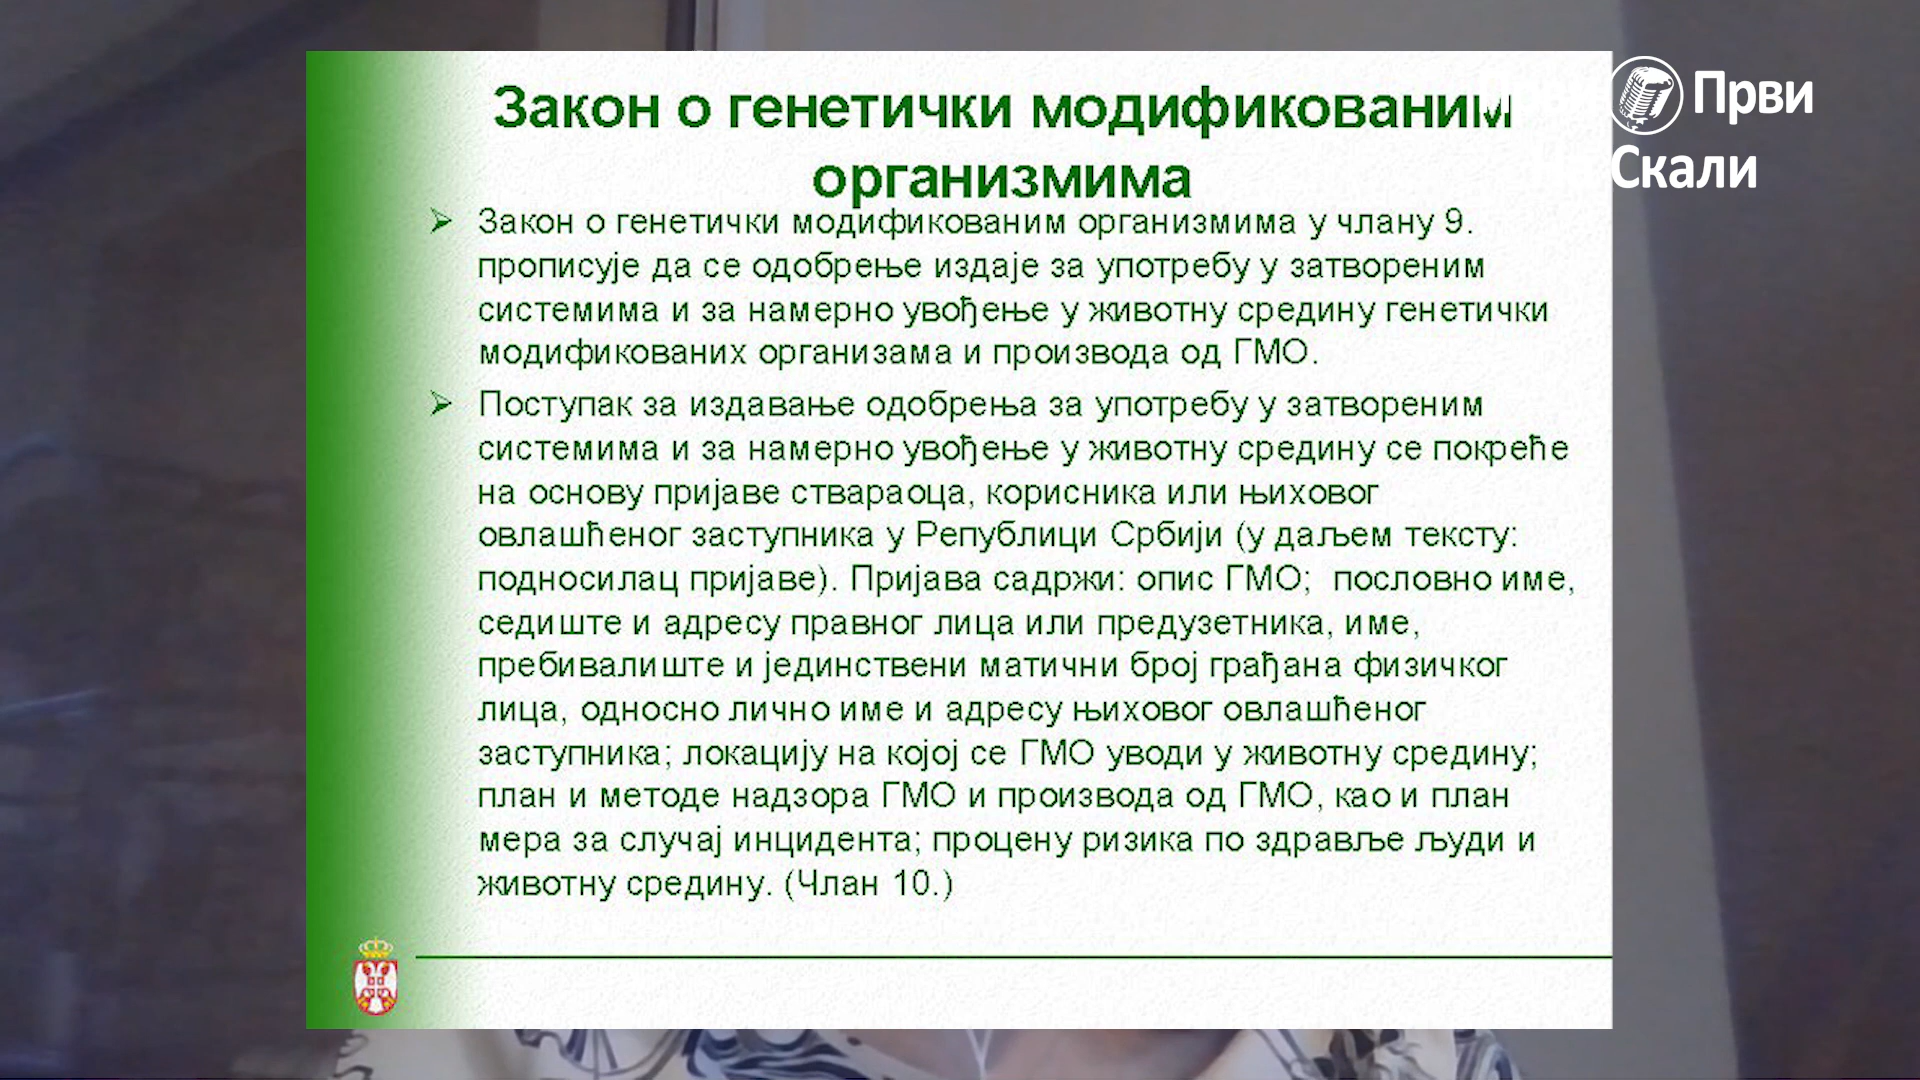 Закон о генетички модификованим
организмима
Први
Скали
Закон о генетички модификованим организмима у члану 9.
прописује да се одобрење издаје за употребу у затвореним
системима и за намерно увођење у животну средину генетички
модификованих организама и производа од ГМО.
Поступак за издавање одобрења за употребу у затвореним
системима и за намерно увођење у животну средину се покреће
на основу пријаве ствараоца, корисника или њиховог
овлашћеног заступника у Републици Србији (у даљем тексту:
подносилац пријаве). Пријава садржи: опис ГМО; пословно име,
седиште и адресу правног лица или предузетника, име,
пребивалиште и јединствени матични број грађана физичког
лица, односно лично име и адресу њиховог овлашћеног
заступника; локацију на којој се ГМО уводи у животну средину;
план и методе надзора ГМО и производа од ГМО, као и план
мера за случај инцидента; процену ризика по здравље људи и
животну средину. (Члан 10.)